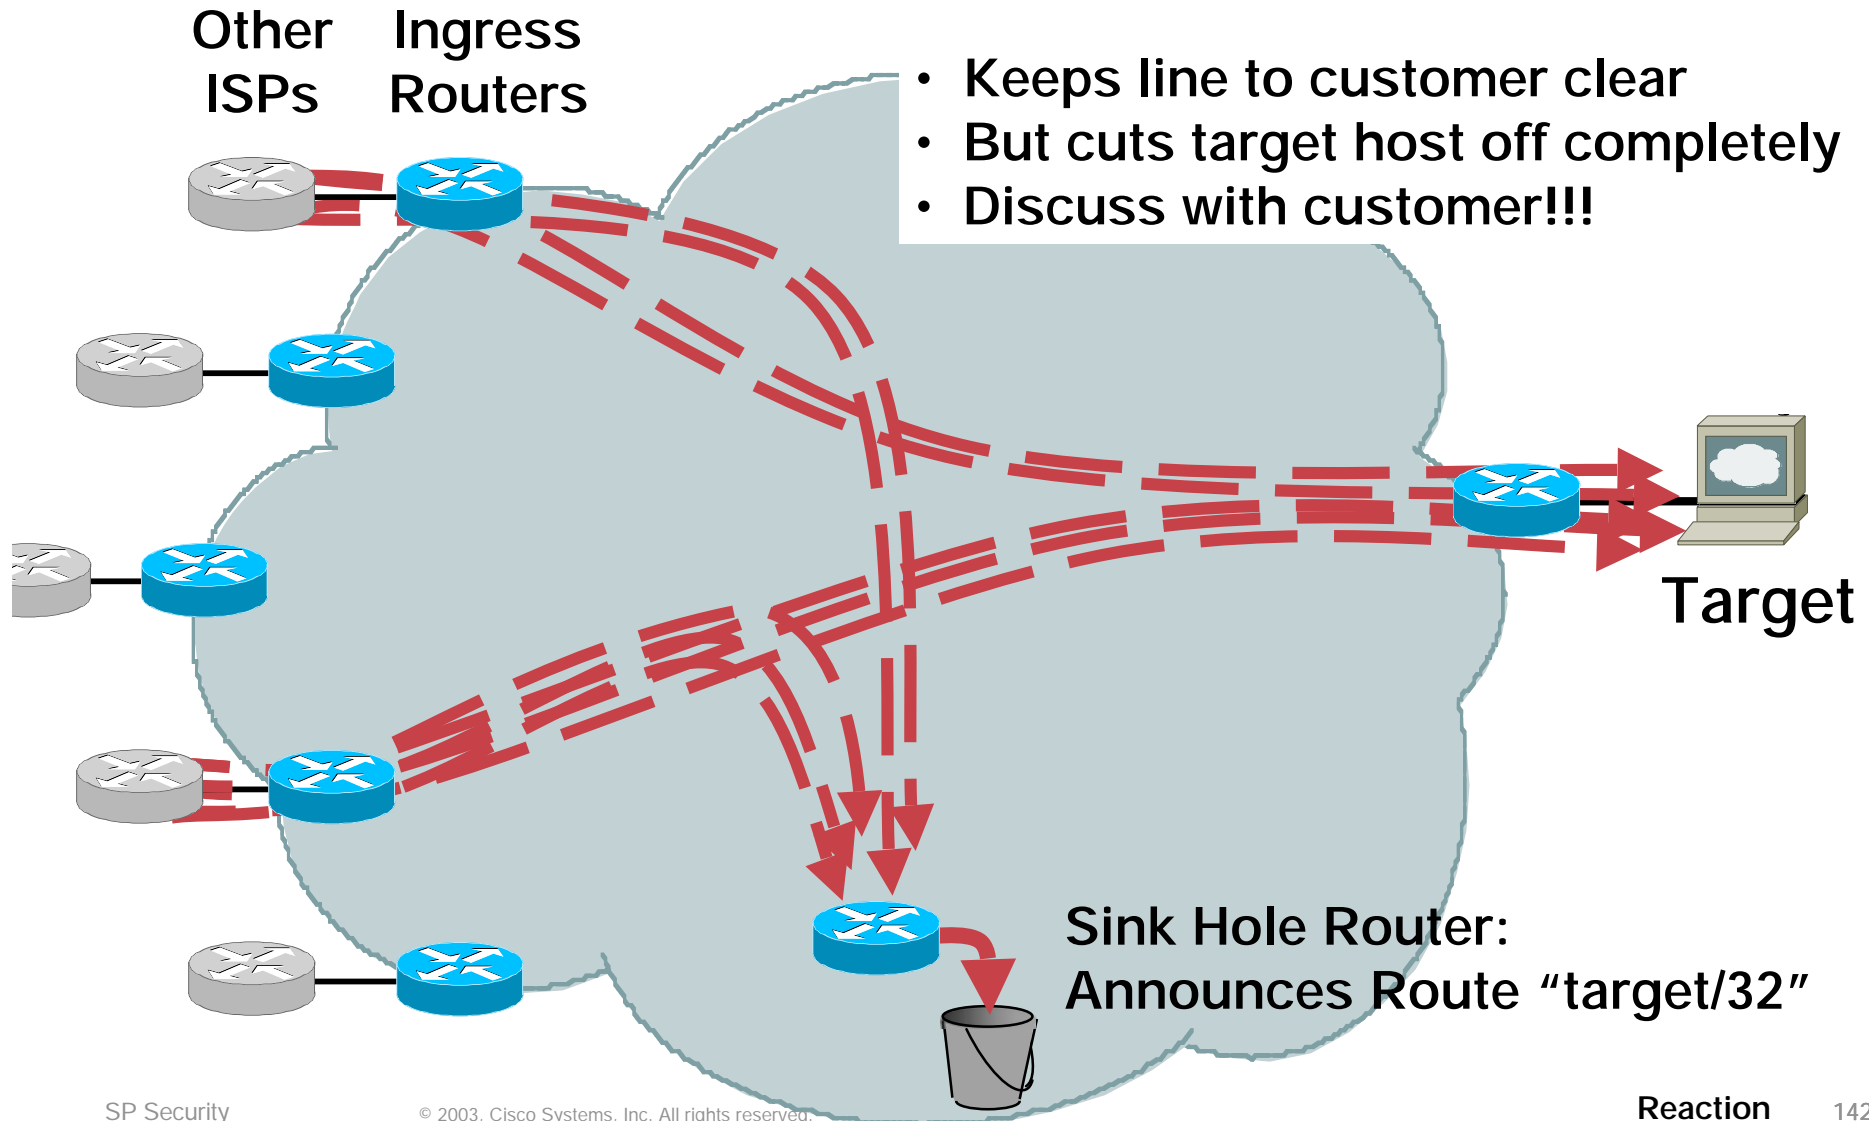 Other ISPs
Ingress Routers
• Keeps line to customer clear
• But cuts target host off completely
• Discuss with customer!!!
Target
Sink Hole Router:
Announces Route “target/32”
SP Security
© 2003, Cisco Systems, Inc. All rights reserved.
Reaction
142